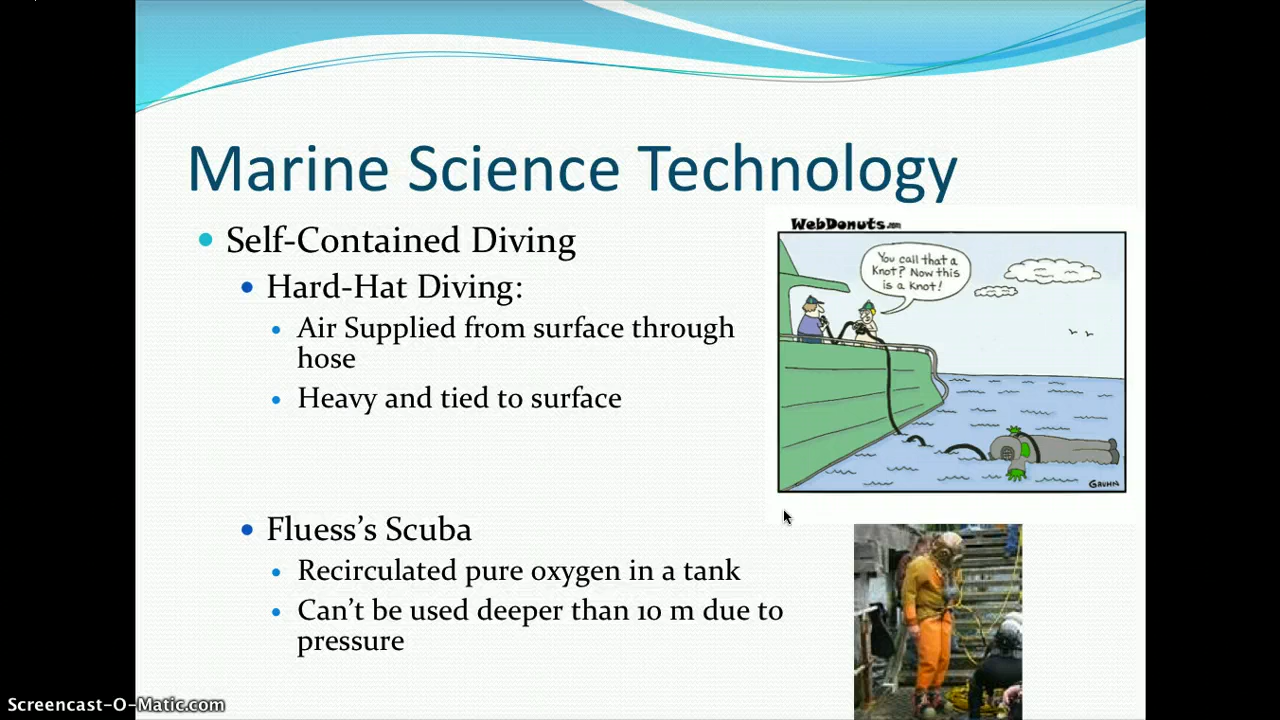 Marine Science Technology
Self-Contained Diving
Hard-Hat Diving:
Air Supplied from surface through
hose
Heavy and tied to surface
Fluess's Scuba
Recirculated pure oxygen in a tank
Can't be used deeper than 10 m due to
pressure
WebDonuts.com
You call that a
Knot? Now this
is a Knot!
GRUHN
Screencast-O-Matic.com